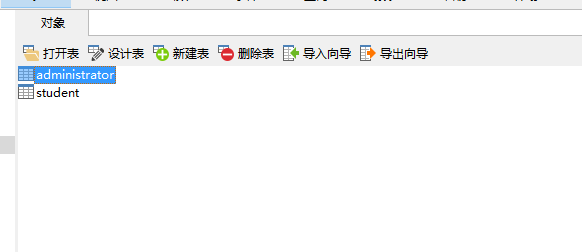 对象
打开表 设计表 新建表 删除表 导入向导 导出向导
administrator
student